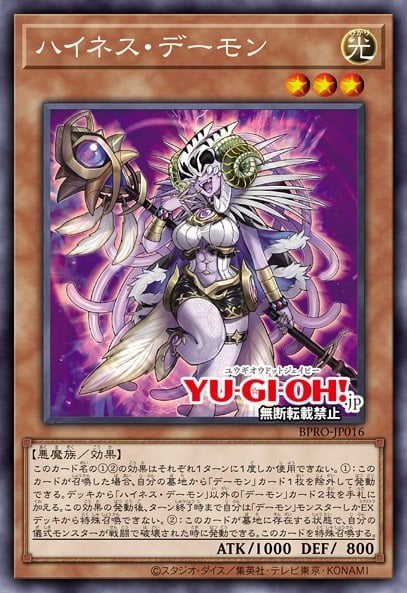 ハイネス・デーモン
ひかり
光
ユウギオウドットジェイピー
YU-GI-OH!.jp
無断転載禁止
BPRO-JP016
【悪魔族/効果】
このカード名の①②の効果はそれぞれ1ターンに1度しか使用できない。①:こ
のカードが召喚した場合、自分の墓地から「デーモン」カード1枚を除外して発動
できる。デッキから「ハイネス・デーモン」以外の「デーモン」カード2枚を手札に
加える。この効果の発動後、ターン終了時まで自分は「デーモン」モンスターしかEX
デッキから特殊召喚できない。②:このカードが墓地に存在する状態で、自分の
儀式モンスターが戦闘で破壊された時に発動できる。このカードを特殊召喚する。
ATK/1000 DEF/ 800
©スタジオ・ダイス/集英社・テレビ東京・KONAMI